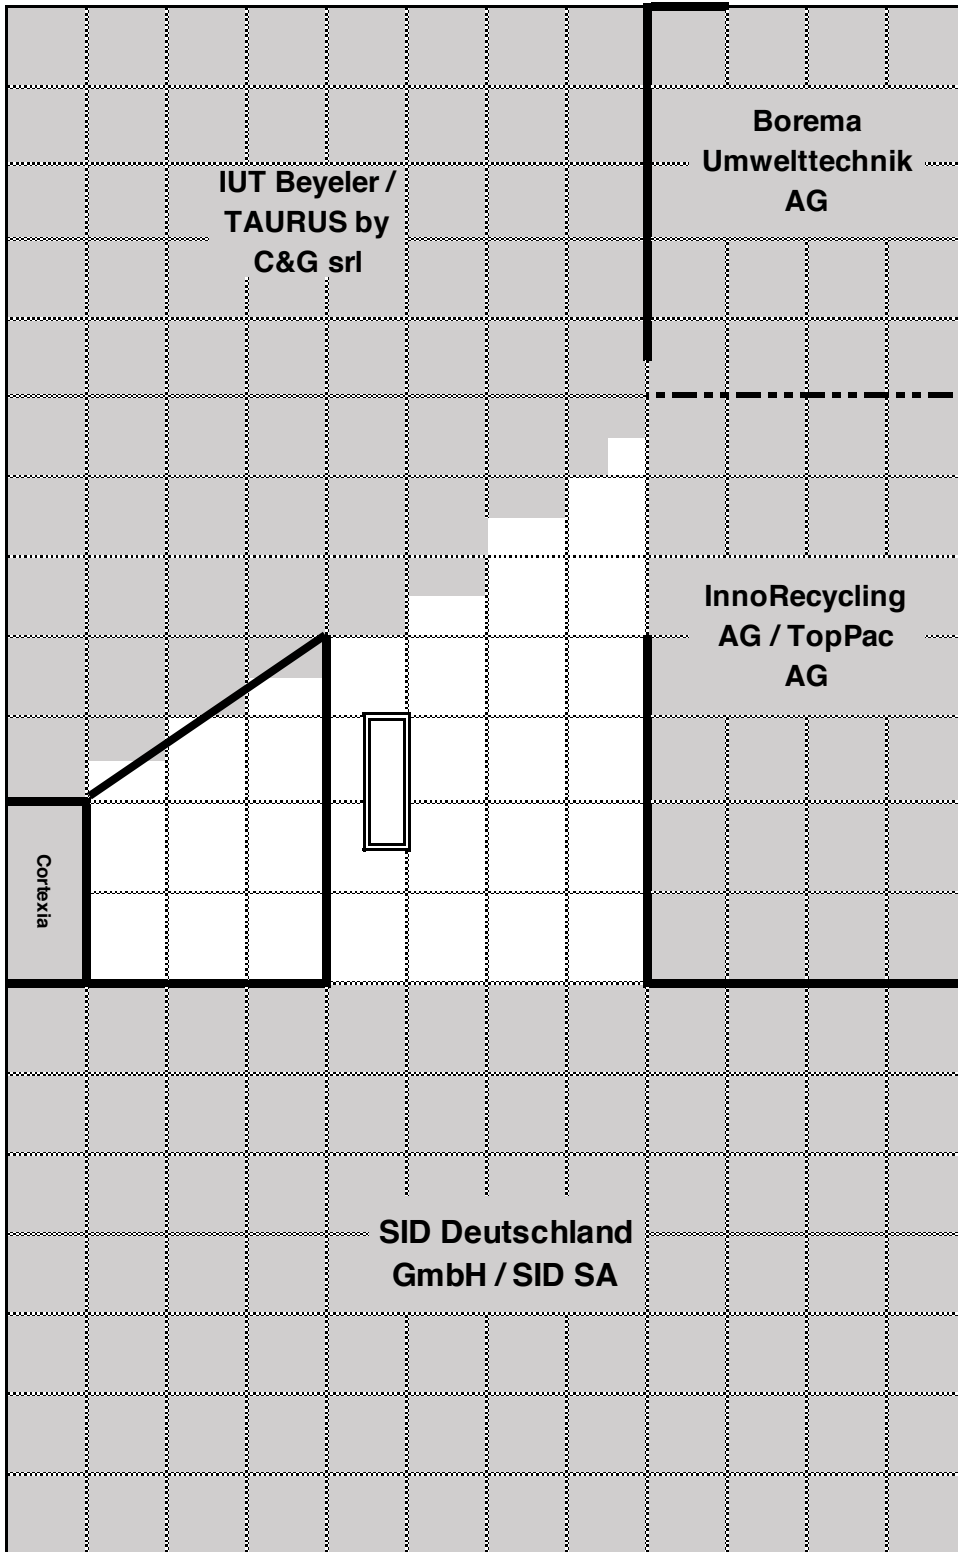 Borema
Umwelttechnik
AG
IUT Beyeler /
TAURUS by
C&G srl
InnoRecycling
AG / TopPac
AG
Cortexia
SID Deutschland
GmbH / SID SA